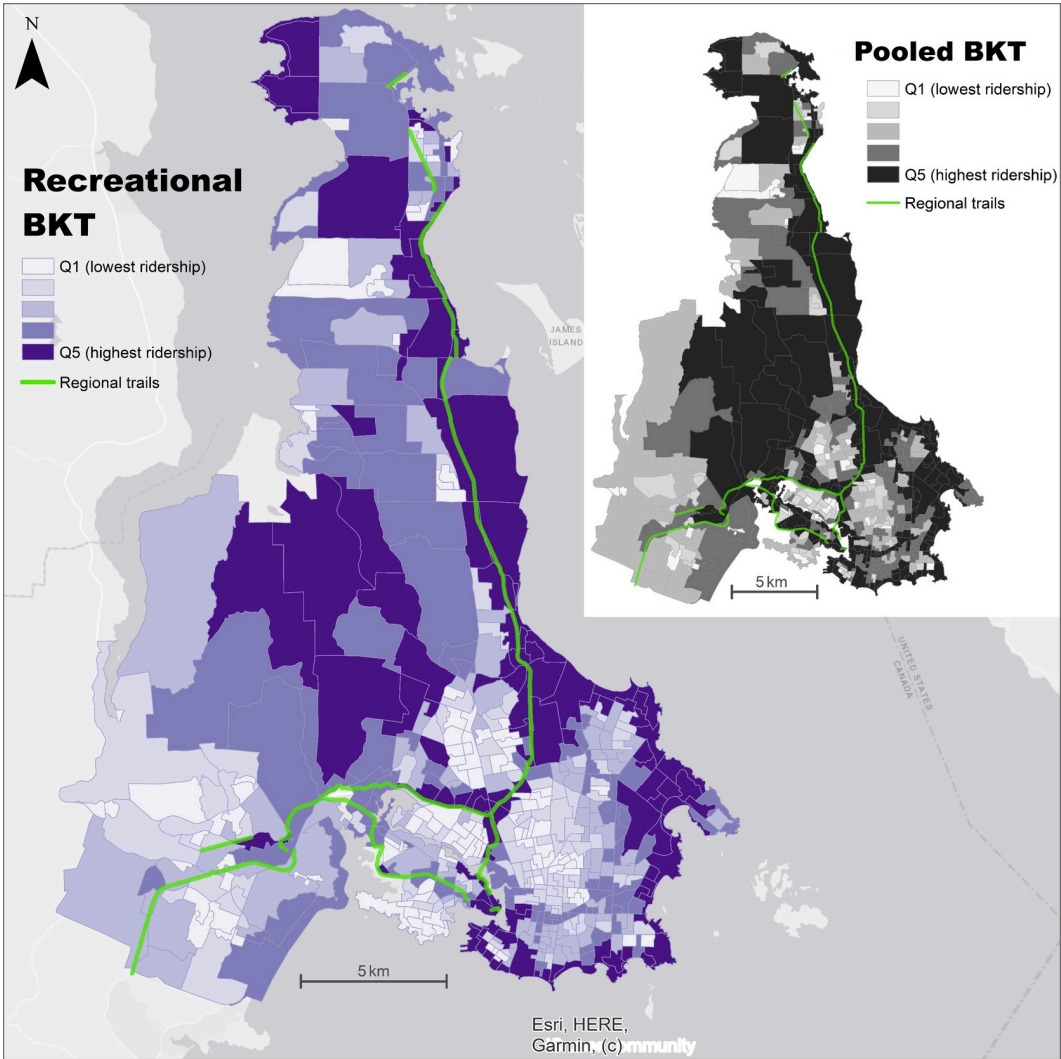 N
Recreational
BKT
Q1 (lowest ridership)
Q5 (highest ridership)
Regional trails
Pooled BKT
Q1 (lowest ridership)
Q5 (highest ridership)
Regional trails
5 km
JAMES
ISLAND
UNITED STATES
CANADA
5 km
Esri, HERE,
Garmin, (c)
community